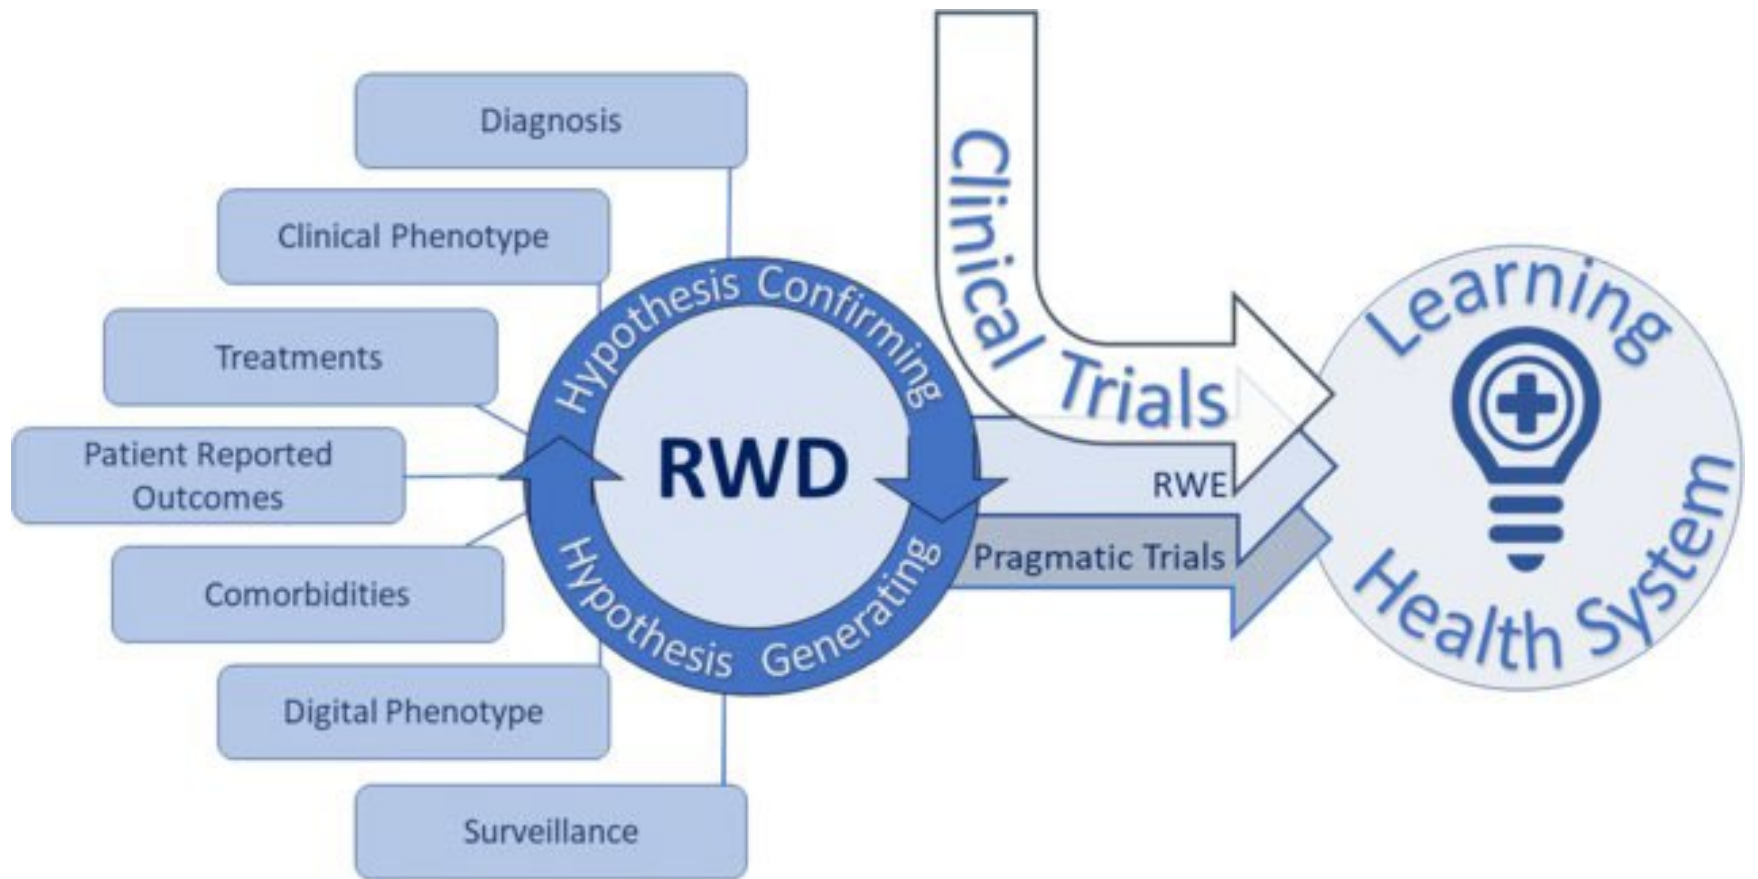 Diagnosis
Clinical Phenotype
Treatments
Patient Reported
Outcomes
Comorbidities
Digital Phenotype
Surveillance
Hypothesis Confirming
RWD
Hypothesis Generating
Clinical Trials
RWE
Pragmatic Trials
Learning
Health System